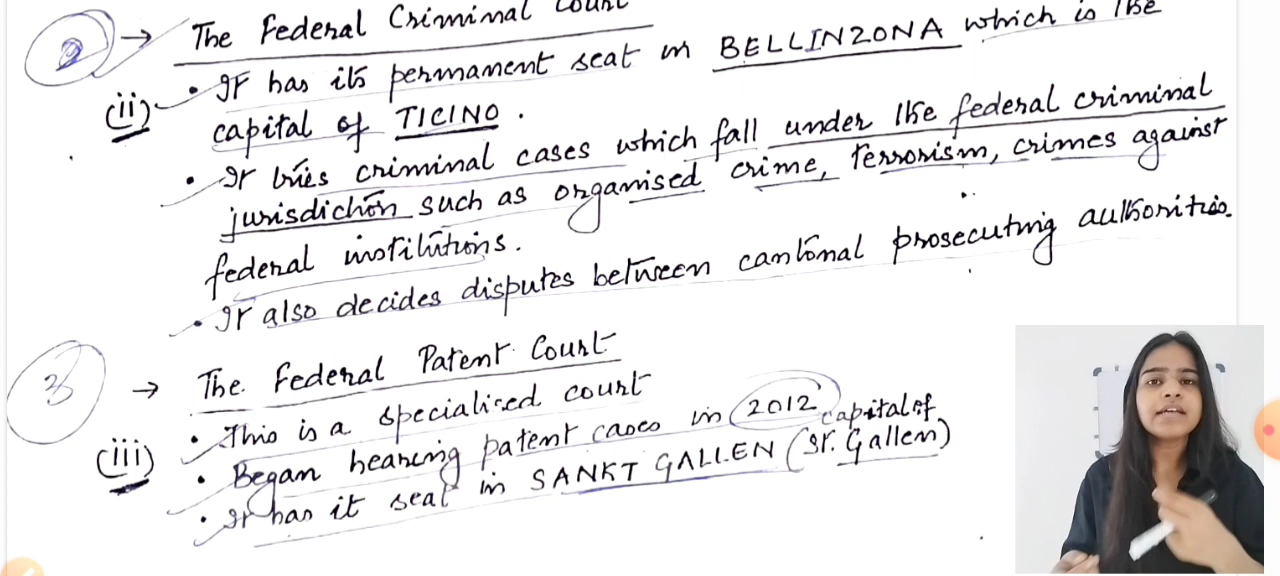 2 → The Federal Criminal Court
(ii) • It has its permanent seat in BELLINZONA which is the
capital of TICINO.
• It tries criminal cases which fall under the federal criminal
jurisdiction such as organised crime, terrorism, crimes against
federal institutions.
• It also decides disputes between cantonal prosecuting authorities.
3 → The Federal Patent Court
(iii) • This is a specialised court
• Began hearing patent cases in 2012
• It has it seat in SANKT GALLEN (St. Gallen) capital of